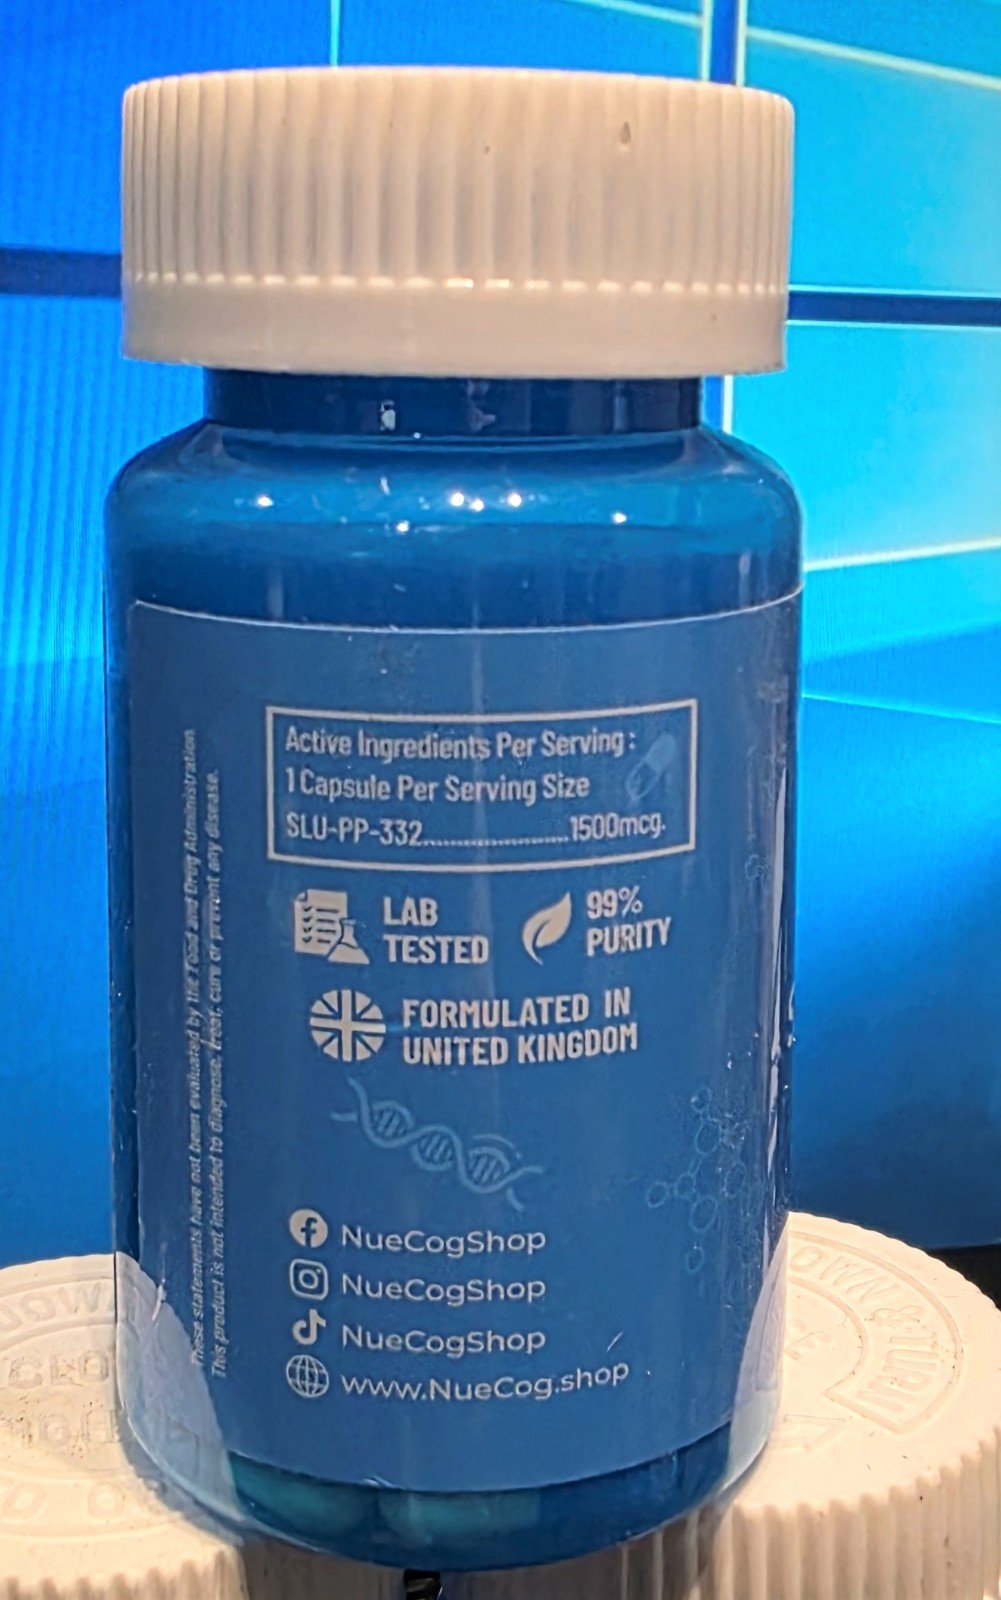 Active Ingredients Per Serving :
1 Capsule Per Serving Size
SLU-PP-332........................1500mcg.
LAB
TESTED
99%
PURITY
FORMULATED IN
UNITED KINGDOM
NueCogShop
NueCogShop
NueCogShop
www.NueCog.shop
These statements have not been evaluated by the Food and Drug Administration.
This product is not intended to diagnose, treat, cure or prevent any disease.
DOWN & TURN